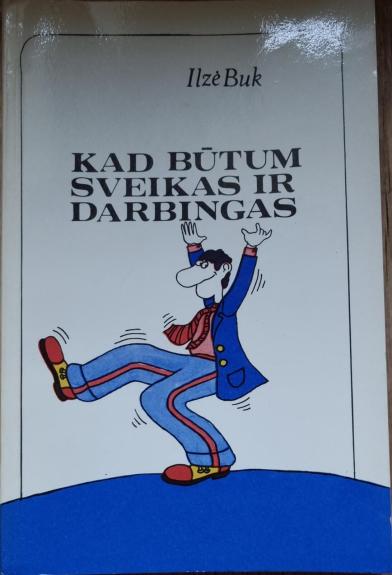 Ilzė Buk
KAD BŪTUM
SVEIKAS IR
DARBINGAS